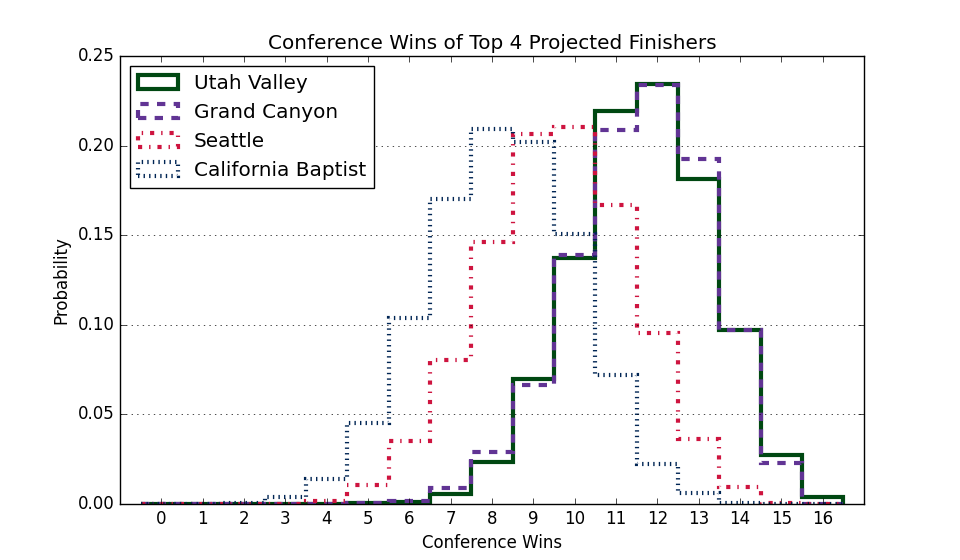 Conference Wins of Top 4 Projected Finishers
Utah Valley
Grand Canyon
Seattle
California Baptist
Probability
0.25
0.20
0.15
0.10
0.05
0.00
0 1 2 3 4 5 6 7 8 9 10 11 12 13 14 15 16
Conference Wins